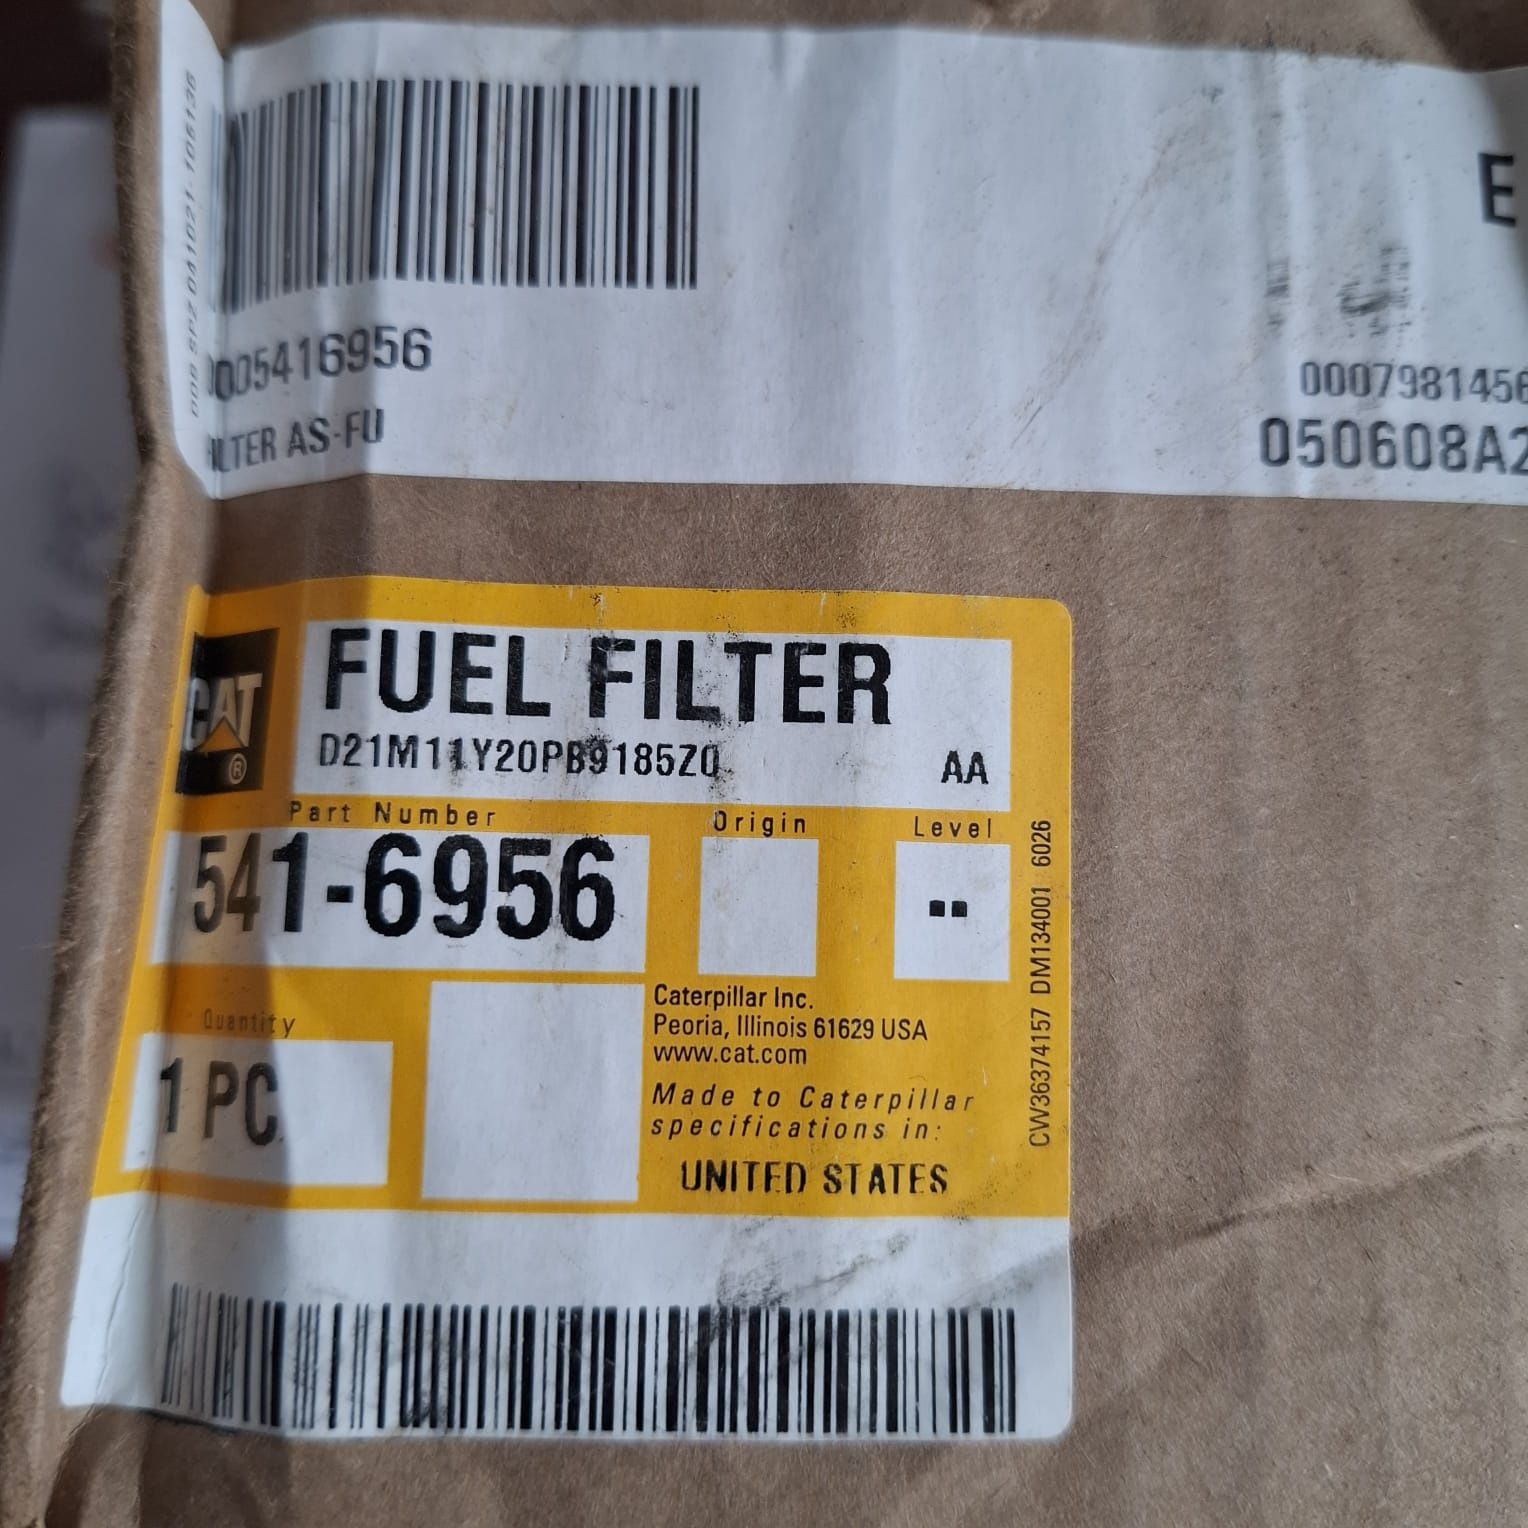 0005416956
FILTER AS-FU
E
0007981456
050608A2
CAT
®
FUEL FILTER
D21M11Y20PB9185Z0
AA
Part Number
Origin
Level
541-6956
--
Quantity
1 PC
Caterpillar Inc.
Peoria, Illinois 61629 USA
www.cat.com
Made to Caterpillar
specifications in:
UNITED STATES
CW36374157 DM134001 6026